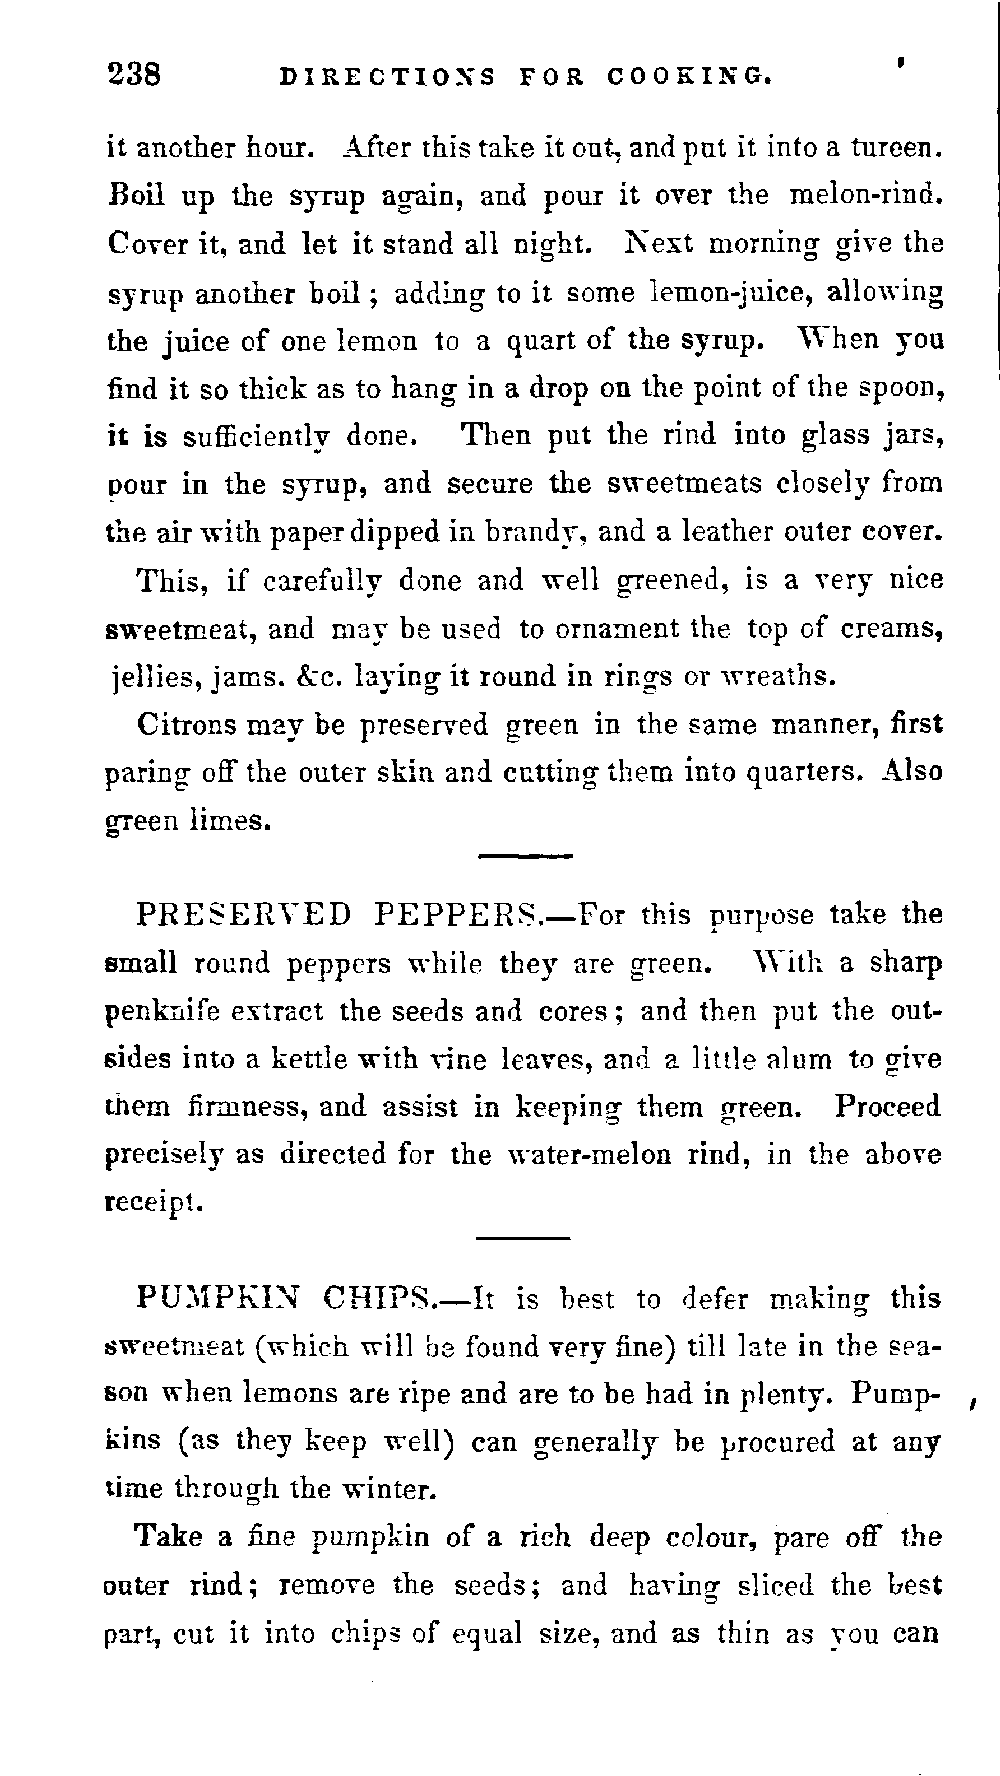 238 DIRECTIONS FOR COOKING.
it another hour. After this take it out, and put it into a tureen.
Boil up the syrup again, and pour it over the melon-rind.
Cover it, and let it stand all night. Next morning give the
syrup another boil; adding to it some lemon-juice, allowing
the juice of one lemon to a quart of the syrup. When you
find it so thick as to hang in a drop on the point of the spoon,
it is sufficiently done. Then put the rind into glass jars,
pour in the syrup, and secure the sweetmeats closely from
the air with paper dipped in brandy, and a leather outer cover.
This, if carefully done and well greened, is a very nice
sweetmeat, and may be used to ornament the top of creams,
jellies, jams. &c. laying it round in rings or wreaths.
Citrons may be preserved green in the same manner, first
paring off the outer skin and cutting them into quarters. Also
green limes.
PRESERVED PEPPERS.—For this purpose take the
small round peppers while they are green. With a sharp
penknife extract the seeds and cores; and then put the out-
sides into a kettle with vine leaves, and a little alum to give
them firmness, and assist in keeping them green. Proceed
precisely as directed for the water-melon rind, in the above
receipt.
PUMPKIN CHIPS.—It is best to defer making this
sweetmeat (which will be found very fine) till late in the sea-
son when lemons are ripe and are to be had in plenty. Pump-
kins (as they keep well) can generally be procured at any
time through the winter.
Take a fine pumpkin of a rich deep colour, pare off the
outer rind; remove the seeds; and having sliced the best
part, cut it into chips of equal size, and as thin as you can